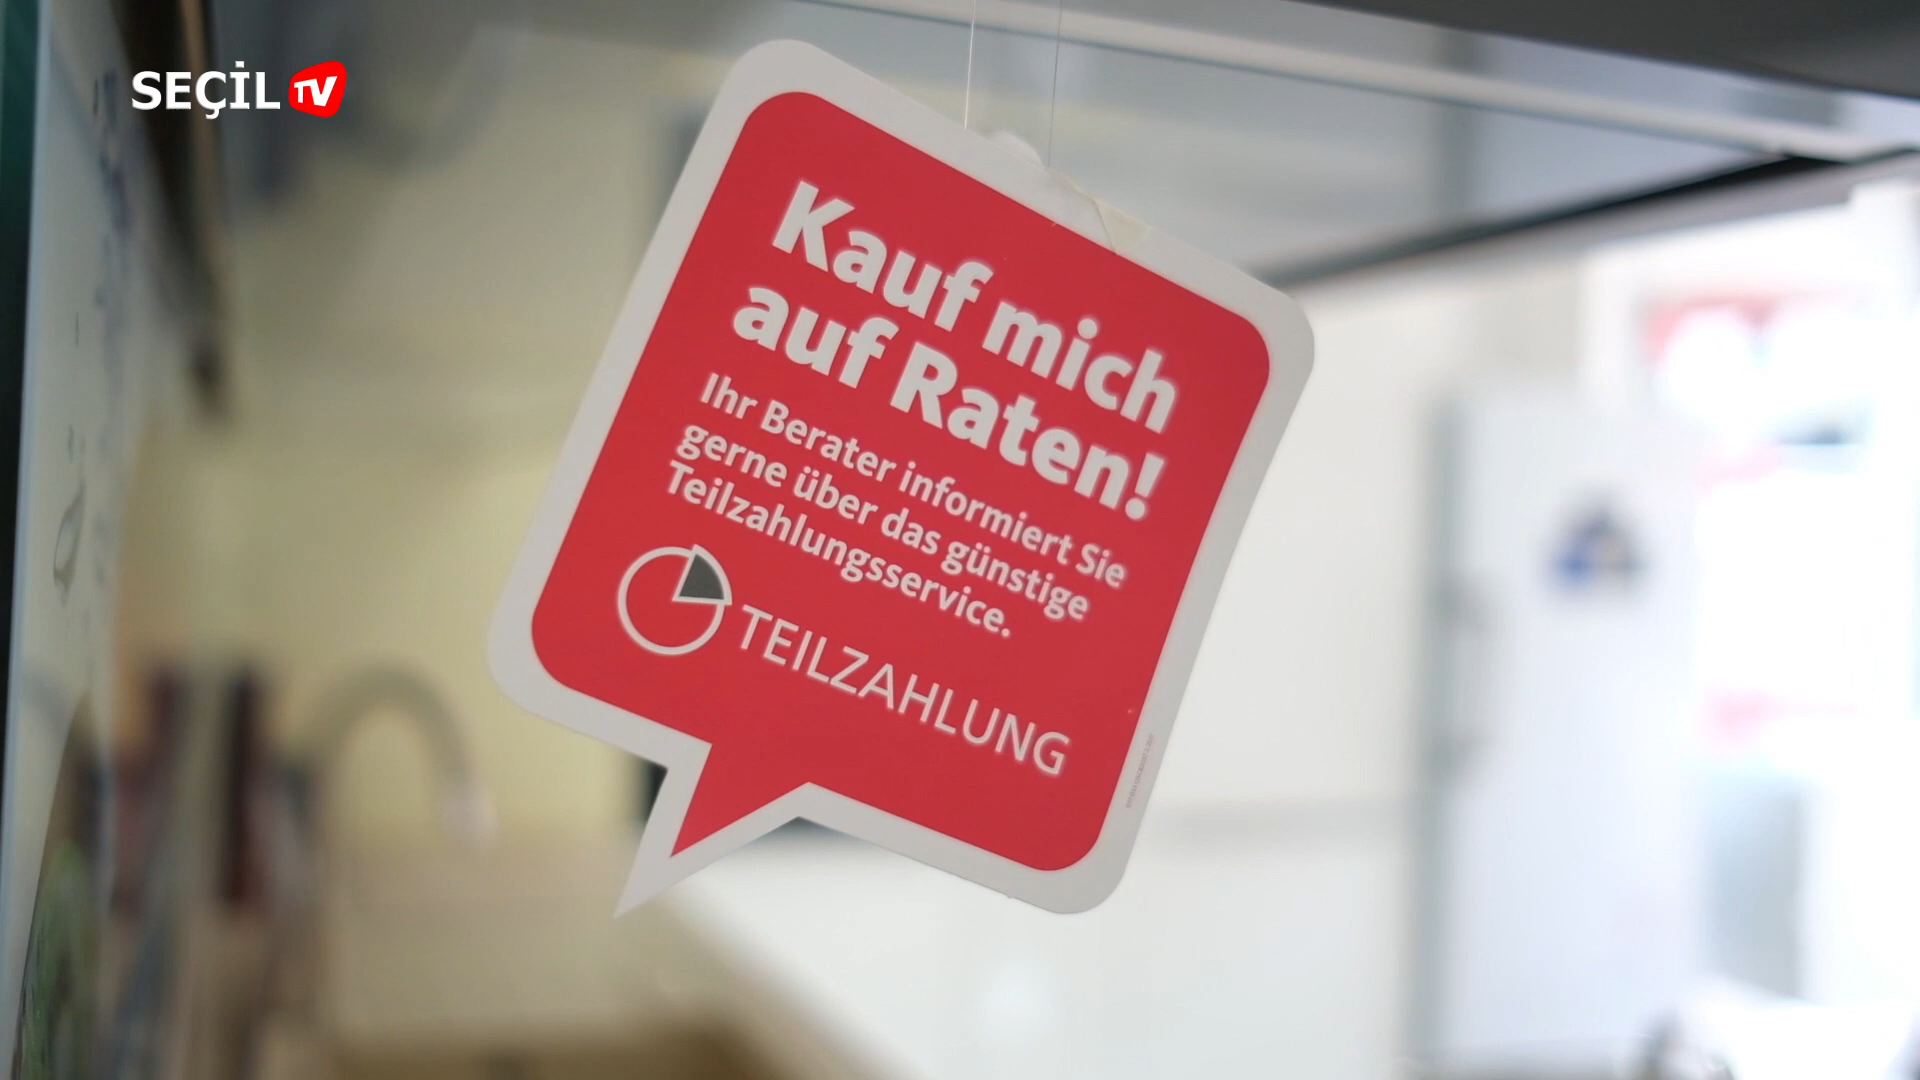 SEÇİL TV
Kauf mich
auf Raten!
Ihr Berater informiert Sie
gerne über das günstige
Teilzahlungsservice.
TEILZAHLUNG